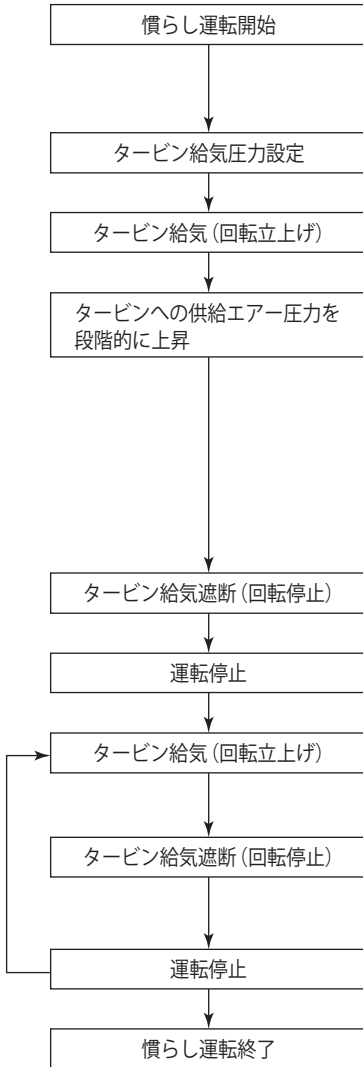 慣らし運転開始
タービン給気圧力設定
タービン給気(回転立上げ)
タービンへの供給エアー圧力を
段階的に上昇
タービン給気遮断(回転停止)
運転停止
タービン給気(回転立上げ)
タービン給気遮断(回転停止)
運転停止
慣らし運転終了